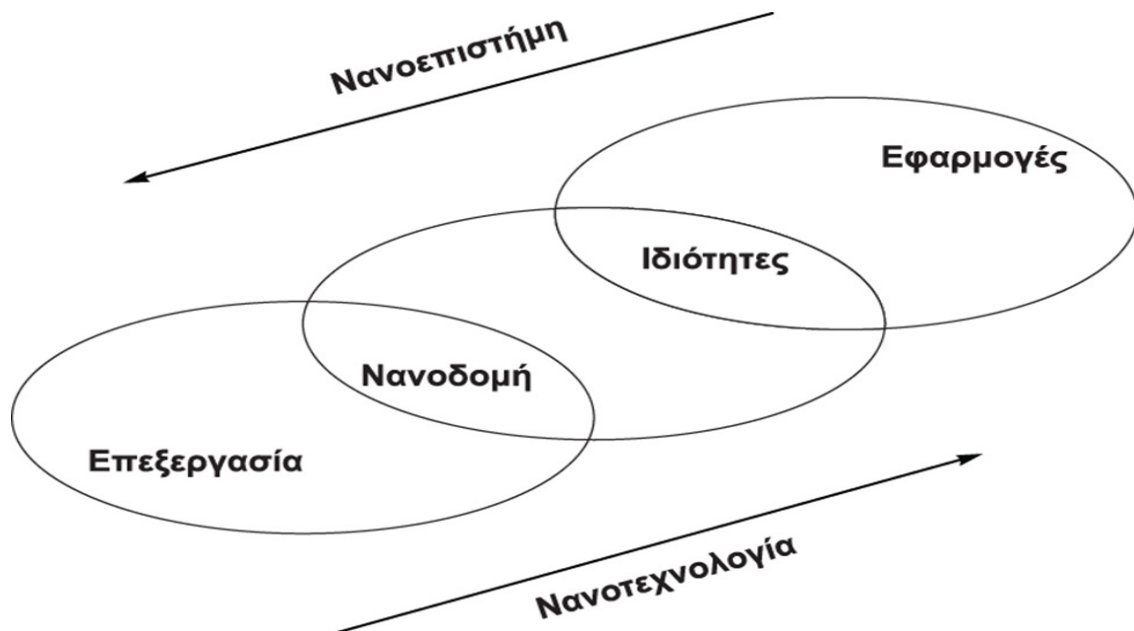 Νανοεπιστήμη
Εφαρμογές
Ιδιότητες
Νανοδομή
Επεξεργασία
Νανοτεχνολογία